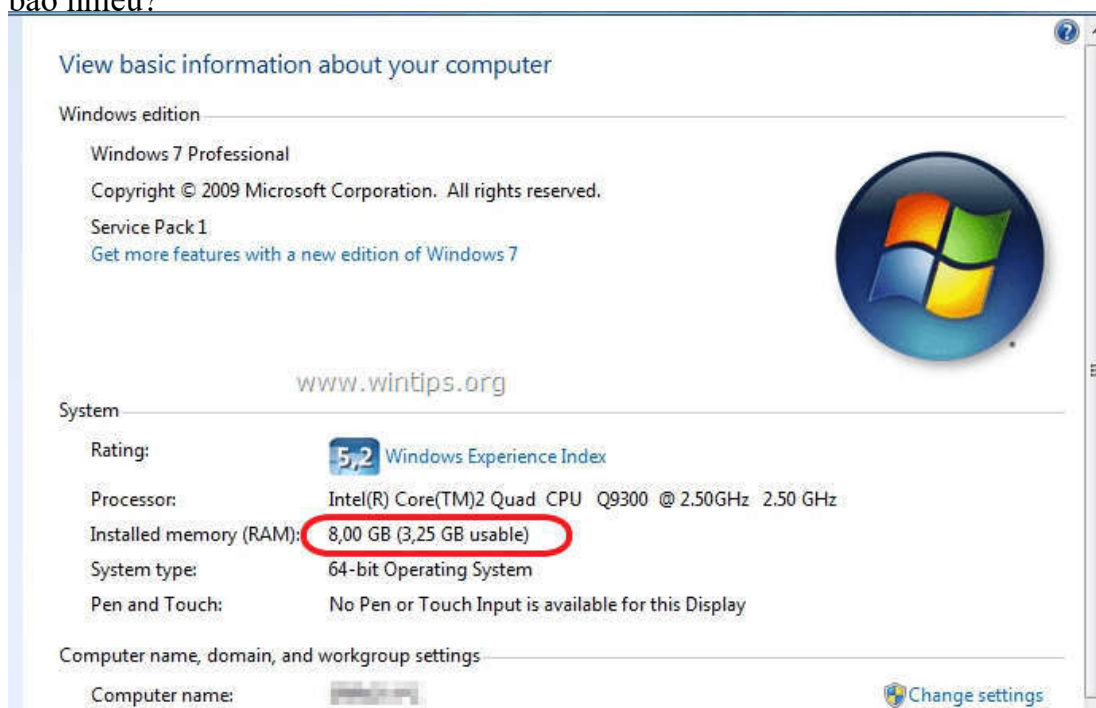 bao nhiêu?
View basic information about your computer
Windows edition
Windows 7 Professional
Copyright © 2009 Microsoft Corporation. All rights reserved.
Service Pack 1
Get more features with a new edition of Windows 7
www.wintips.org
System
Rating: 5,2 Windows Experience Index
Processor: Intel(R) Core(TM)2 Quad CPU Q9300 @ 2.50GHz 2.50 GHz
Installed memory (RAM): 8,00 GB (3,25 GB usable)
System type: 64-bit Operating System
Pen and Touch: No Pen or Touch Input is available for this Display
Computer name, domain, and workgroup settings
Computer name: Change settings